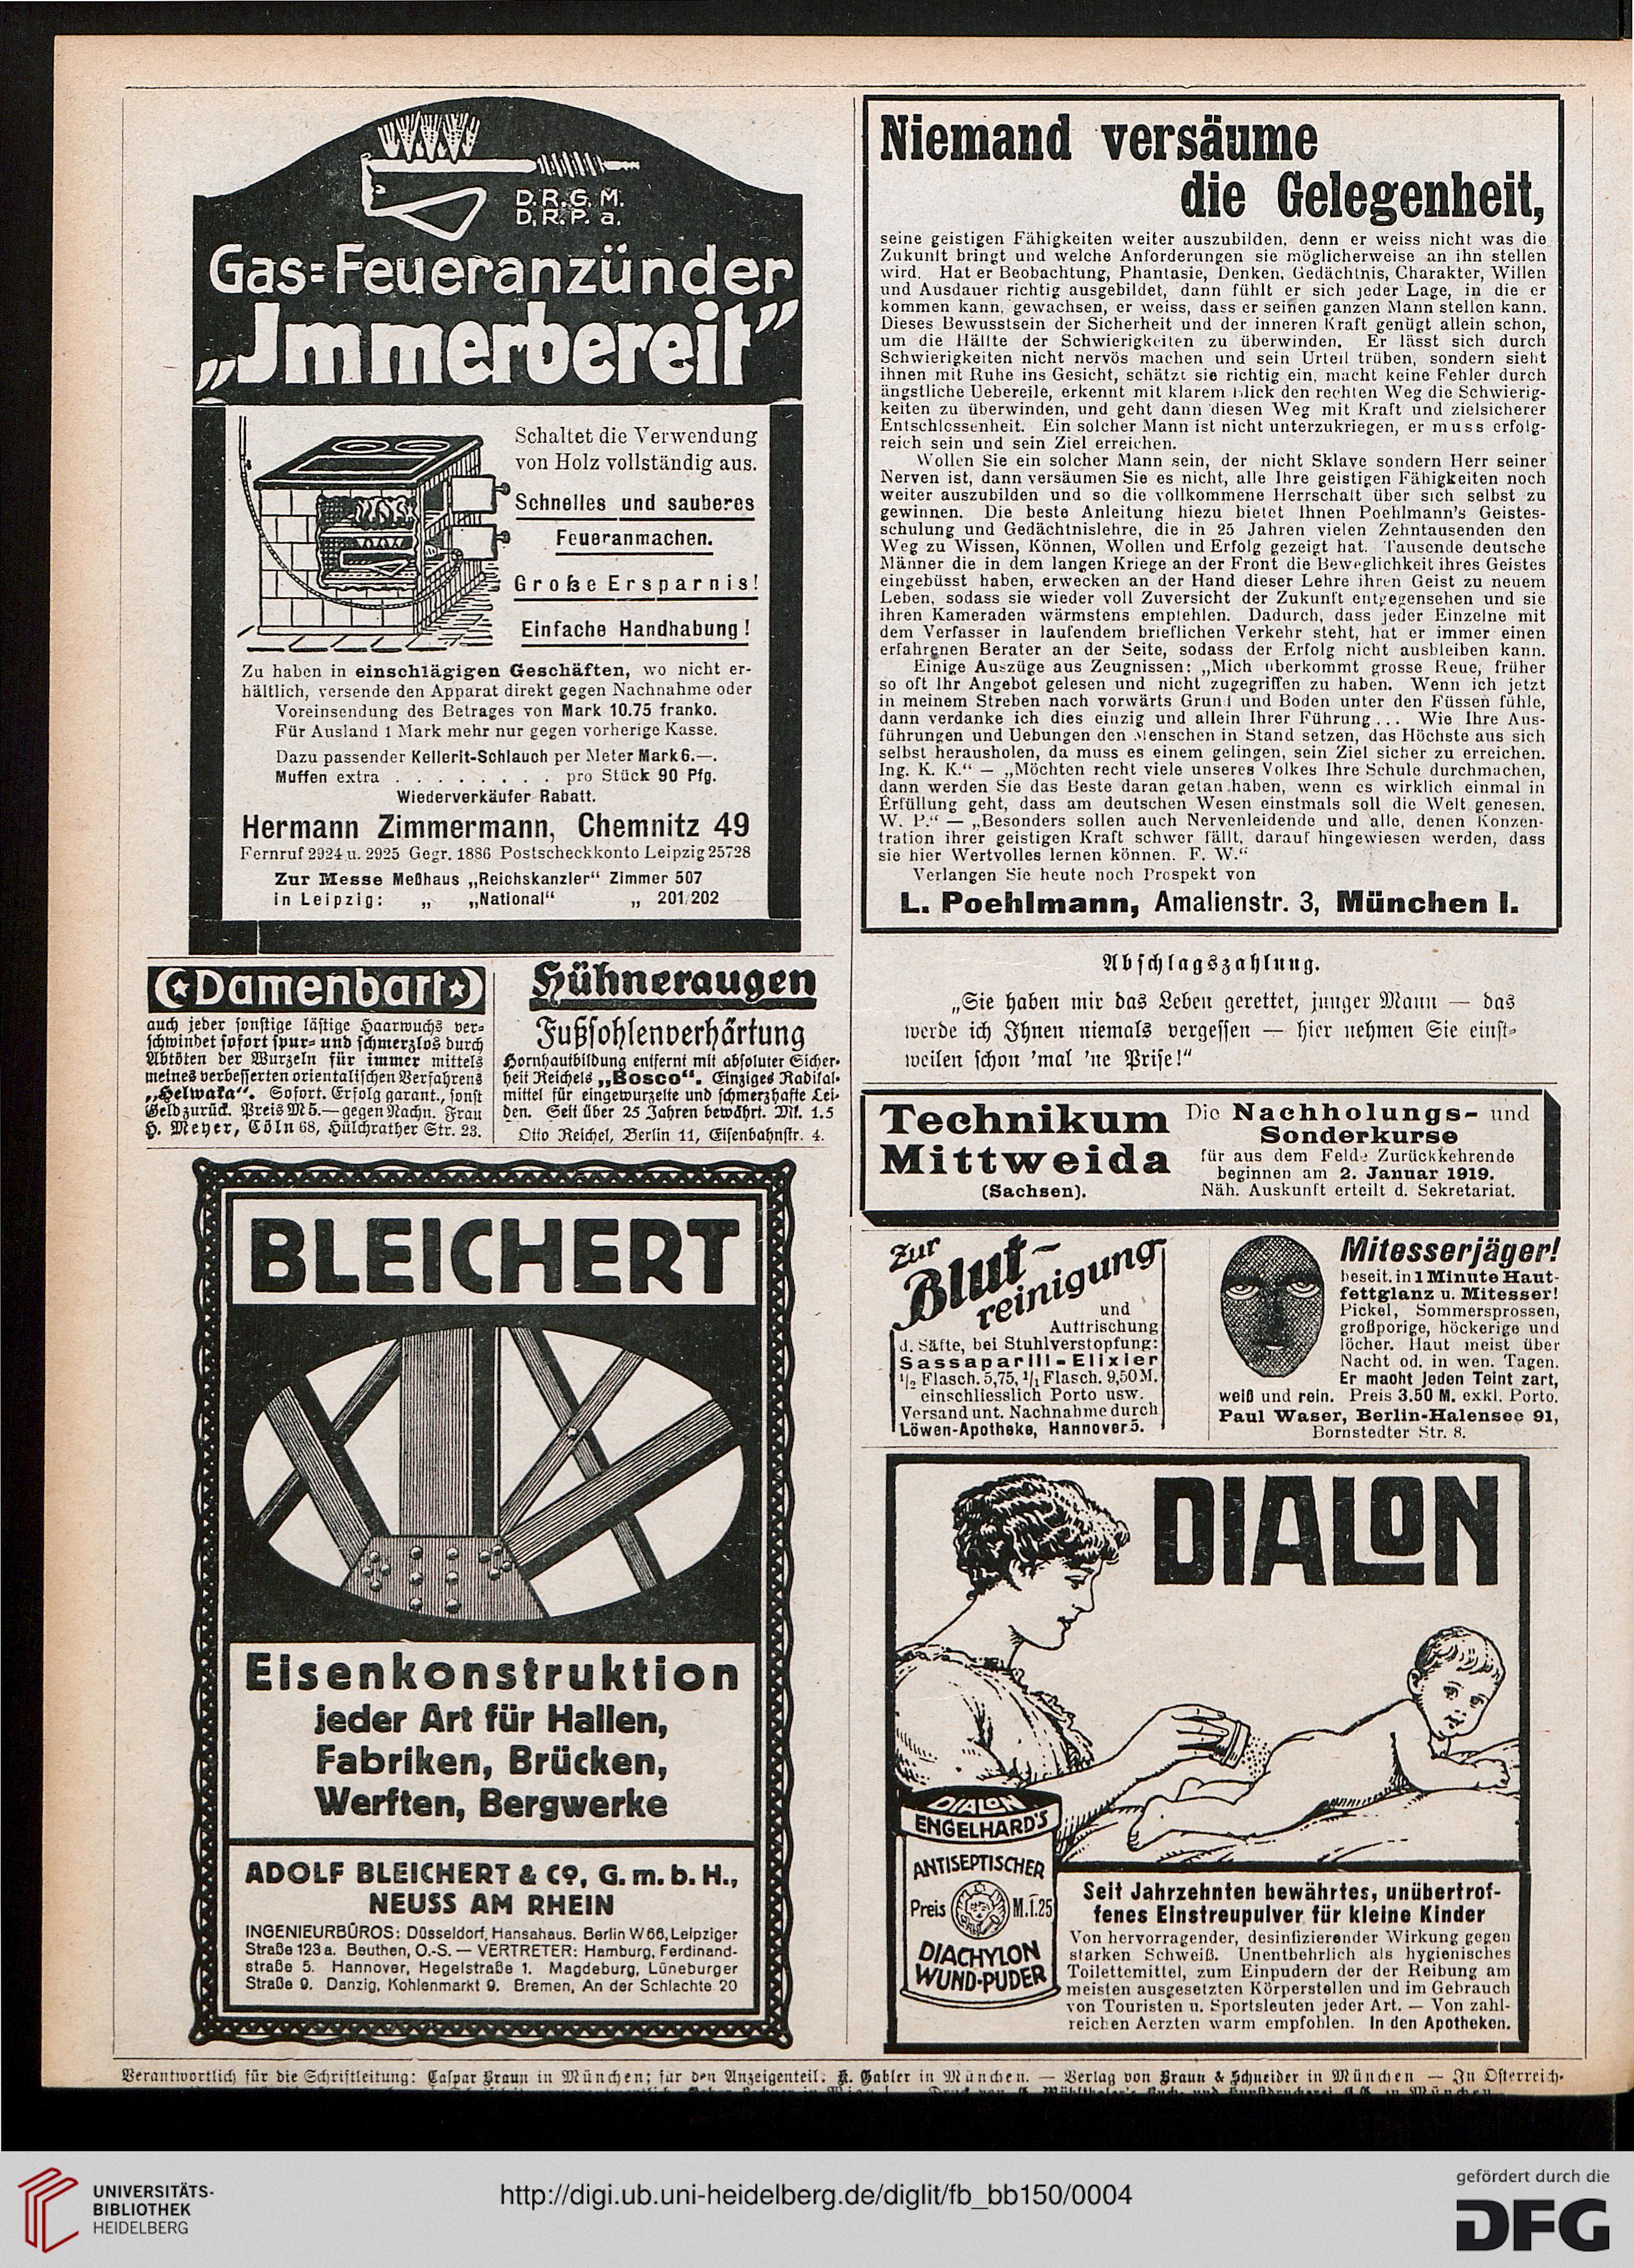 D. R. G. M.
D. R. P. a.
Gas=Feueranzünder
„Jmmerbereit”
Schaltet die Verwendung
von Holz vollständig aus.
Schnelles und sauberes
Feueranmachen.
Große Ersparnis!
Einfache Handhabung!
Zu haben in einschlägigen Geschäften, wo nicht er-
hältlich, versende den Apparat direkt gegen Nachnahme oder
Voreinsendung des Betrages von Mark 10.75 franko.
Für Ausland 1 Mark mehr nur gegen vorherige Kasse.
Dazu passender Kellerit-Schlauch per Meter Mark 6.—.
Muffen extra . . . . . . . . pro Stück 90 Pfg.
Wiederverkäufer Rabatt.
Hermann Zimmermann, Chemnitz 49
Fernruf 2924 u. 2925 Gegr. 1886 Postscheckkonto Leipzig 25728
Zur Messe Meßhaus „Reichskanzler“ Zimmer 507
in Leipzig: „ „National“ „ 201/202
Damenbart
auch jeder sonstige lästige Haarwuchs ver-
schwindet sofort spur- und schmerzlos durch
Abtöten der Wurzeln für immer mittels
meines verbesserten orientalischen Verfahrens
„Helwaka“. Sofort. Erfolg garant., sonst
Geld zurück. Preis M 5.— gegen Nachn. Frau
H. Meyer, Cöln 68, Hülchrather Str. 23.
Hühneraugen
Fußsohlenverhärtung
Hornhautbildung entfernt mit absoluter Sicher-
heit Reichels „Bosco“. Einziges Radikal-
mittel für eingewurzelte und schmerzhafte Lei-
den. Seit über 25 Jahren bewährt. Mk. 1.5
Otto Reichel, Berlin 11, Eisenbahnstr. 4.
BLEICHERT
Eisenkonstruktion
jeder Art für Hallen,
Fabriken, Brücken,
Werften, Bergwerke
ADOLF BLEICHERT & Co, G. m. b. H.,
NEUSS AM RHEIN
INGENIEURBÜROS: Düsseldorf, Hansahaus. Berlin W 66, Leipziger
Straße 123 a. Beuthen, O.-S. — VERTRETER: Hamburg, Ferdinand-
straße 5. Hannover, Hegelstraße 1. Magdeburg, Lüneburger
Straße 9. Danzig, Kohlenmarkt 9. Bremen, An der Schlachte 20
Niemand versäume
die Gelegenheit,
seine geistigen Fähigkeiten weiter auszubilden, denn er weiss nicht was die
Zukunft bringt und welche Anforderungen sie möglicherweise an ihn stellen
wird. Hat er Beobachtung, Phantasie, Denken, Gedächtnis, Charakter, Willen
und Ausdauer richtig ausgebildet, dann fühlt er sich jeder Lage, in die er
kommen kann, gewachsen, er weiss, dass er seinen ganzen Mann stellen kann.
Dieses Bewusstsein der Sicherheit und der inneren Kraft genügt allein schon,
um die Hälfte der Schwierigkeiten zu überwinden. Er lässt sich durch
Schwierigkeiten nicht nervös machen und sein Urteil trüben, sondern sieht
ihnen mit Ruhe ins Gesicht, schätzt sie richtig ein, macht keine Fehler durch
ängstliche Uebereile, erkennt mit klarem Blick den rechten Weg die Schwierig-
keiten zu überwinden, und geht dann diesen Weg mit Kraft und zielsicherer
Entschlossenheit. Ein solcher Mann ist nicht unterzukriegen, er muss erfolg-
reich sein und sein Ziel erreichen.
Wollen Sie ein solcher Mann sein, der nicht Sklave sondern Herr seiner
Nerven ist, dann versäumen Sie es nicht, alle Ihre geistigen Fähigkeiten noch
weiter auszubilden und so die vollkommene Herrschaft über sich selbst zu
gewinnen. Die beste Anleitung hiezu bietet Ihnen Poehlmann's Geistes-
schulung und Gedächtnislehre, die in 25 Jahren vielen Zehntausenden den
Weg zu Wissen, Können, Wollen und Erfolg gezeigt hat. Tausende deutsche
Männer die in dem langen Kriege an der Front die Beweglichkeit ihres Geistes
eingebüsst haben, erwecken an der Hand dieser Lehre ihren Geist zu neuem
Leben, sodass sie wieder voll Zuversicht der Zukunft entgegensehen und sie
ihren Kameraden wärmstens empfehlen. Dadurch, dass jeder Einzelne mit
dem Verfasser in laufendem brieflichen Verkehr steht, hat er immer einen
erfahrenen Berater an der Seite, sodass der Erfolg nicht ausbleiben kann.
Einige Auszüge aus Zeugnissen: „Mich überkommt grosse Reue, früher
so oft Ihr Angebot gelesen und nicht zugegriffen zu haben. Wenn ich jetzt
in meinem Streben nach vorwärts Grund und Boden unter den Füssen fühle,
dann verdanke ich dies einzig und allein Ihrer Führung . . . Wie Ihre Aus-
führungen und Uebungen den Menschen in Stand setzen, das Höchste aus sich
selbst herausholen, da muss es einem gelingen, sein Ziel sicher zu erreichen.
Ing. K. K.“ — „Möchten recht viele unseres Volkes Ihre Schule durchmachen,
dann werden Sie das Beste daran getan haben, wenn es wirklich einmal in
Erfüllung geht, dass am deutschen Wesen einstmals soll die Welt genesen.
W. P.“ — „Besonders sollen auch Nervenleidende und alle, denen Konzen-
tration ihrer geistigen Kraft schwer fällt, darauf hingewiesen werden, dass
sie hier Wertvolles lernen können. F. W.“
Verlangen Sie heute noch Prospekt von
L. Poehlmann, Amalienstr. 3, München I.
Abschlagszahlung.
„Sie haben mir das Leben gerettet, junger Mann — das
werde ich Ihnen niemals vergessen — hier nehmen Sie einst-
weilen schon 'mal 'ne Prise!“
Technikum
Mittweida
(Sachsen).
Die Nachholungs- und
Sonderkurse
für aus dem Felde Zurückkehrende
beginnen am 2. Januar 1919.
Näh. Auskunft erteilt d. Sekretariat.
Zur
Blut-
reinigung
und
Auffrischung
d. Säfte, bei Stuhlverstopfung:
Sassaparill-Elixier
1/2 Flasch. 5,75, 1/1 Flasch. 9,50 M.
einschliesslich Porto usw.
Versand unt. Nachnahme durch
Löwen-Apotheke, Hannover 5.
Mitesserjäger!
beseit. in 1 Minute Haut-
fettglanz u. Mitesser!
Pickel, Sommersprossen,
großporige, höckerige und
löcher. Haut meist über
Nacht od. in wen. Tagen.
Er macht jeden Teint zart,
weiß und rein. Preis 3.50 M. exkl. Porto.
Paul Waser, Berlin-Halensee 91,
Bornstedter Str. 8.
DIALON
DIALON
ENGELHARD'S
ANTISEPTISCHER
Preis M.1.25
DIACHYLON
WUND-PUDER
Seit Jahrzehnten bewährtes, unübertrof-
fenes Einstreupulver für kleine Kinder
Von hervorragender, desinfizierender Wirkung gegen
starken Schweiß. Unentbehrlich als hygienisches
Toilettemittel, zum Einpudern der der Reibung am
meisten ausgesetzten Körperstellen und im Gebrauch
von Touristen u. Sportsleuten jeder Art. — Von zahl-
reichen Aerzten warm empfohlen. In den Apotheken.
Verantwortlich für die Schriftleitung: Caspar Braun in München; für den Anzeigenteil: K. Gabler in München. — Verlag von Braun & Schneider in München — In Österreich-
UNIVERSITÄTS-
BIBLIOTHEK
HEIDELBERG
http://digi.ub.uni-heidelberg.de/diglit/fb_bb150/0004
gefördert durch die
DFG